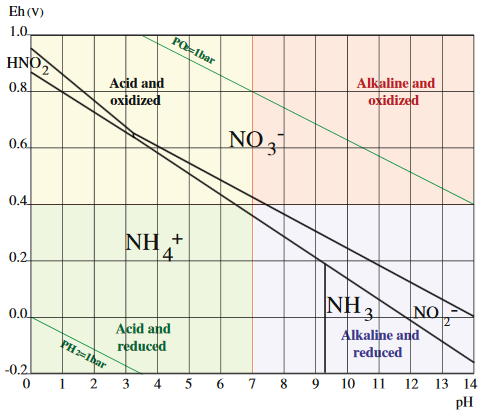 Eh (V)
1.0
PO₂=1bar
HNO₂
0.8
Acid and
oxidized
Alkaline and
oxidized
0.6
NO₃⁻
0.4
NH₄⁺
0.2
NH₃
NO₂⁻
0.0
Acid and
reduced
Alkaline and
reduced
PH₂=1bar
-0.2
0 1 2 3 4 5 6 7 8 9 10 11 12 13 14
pH